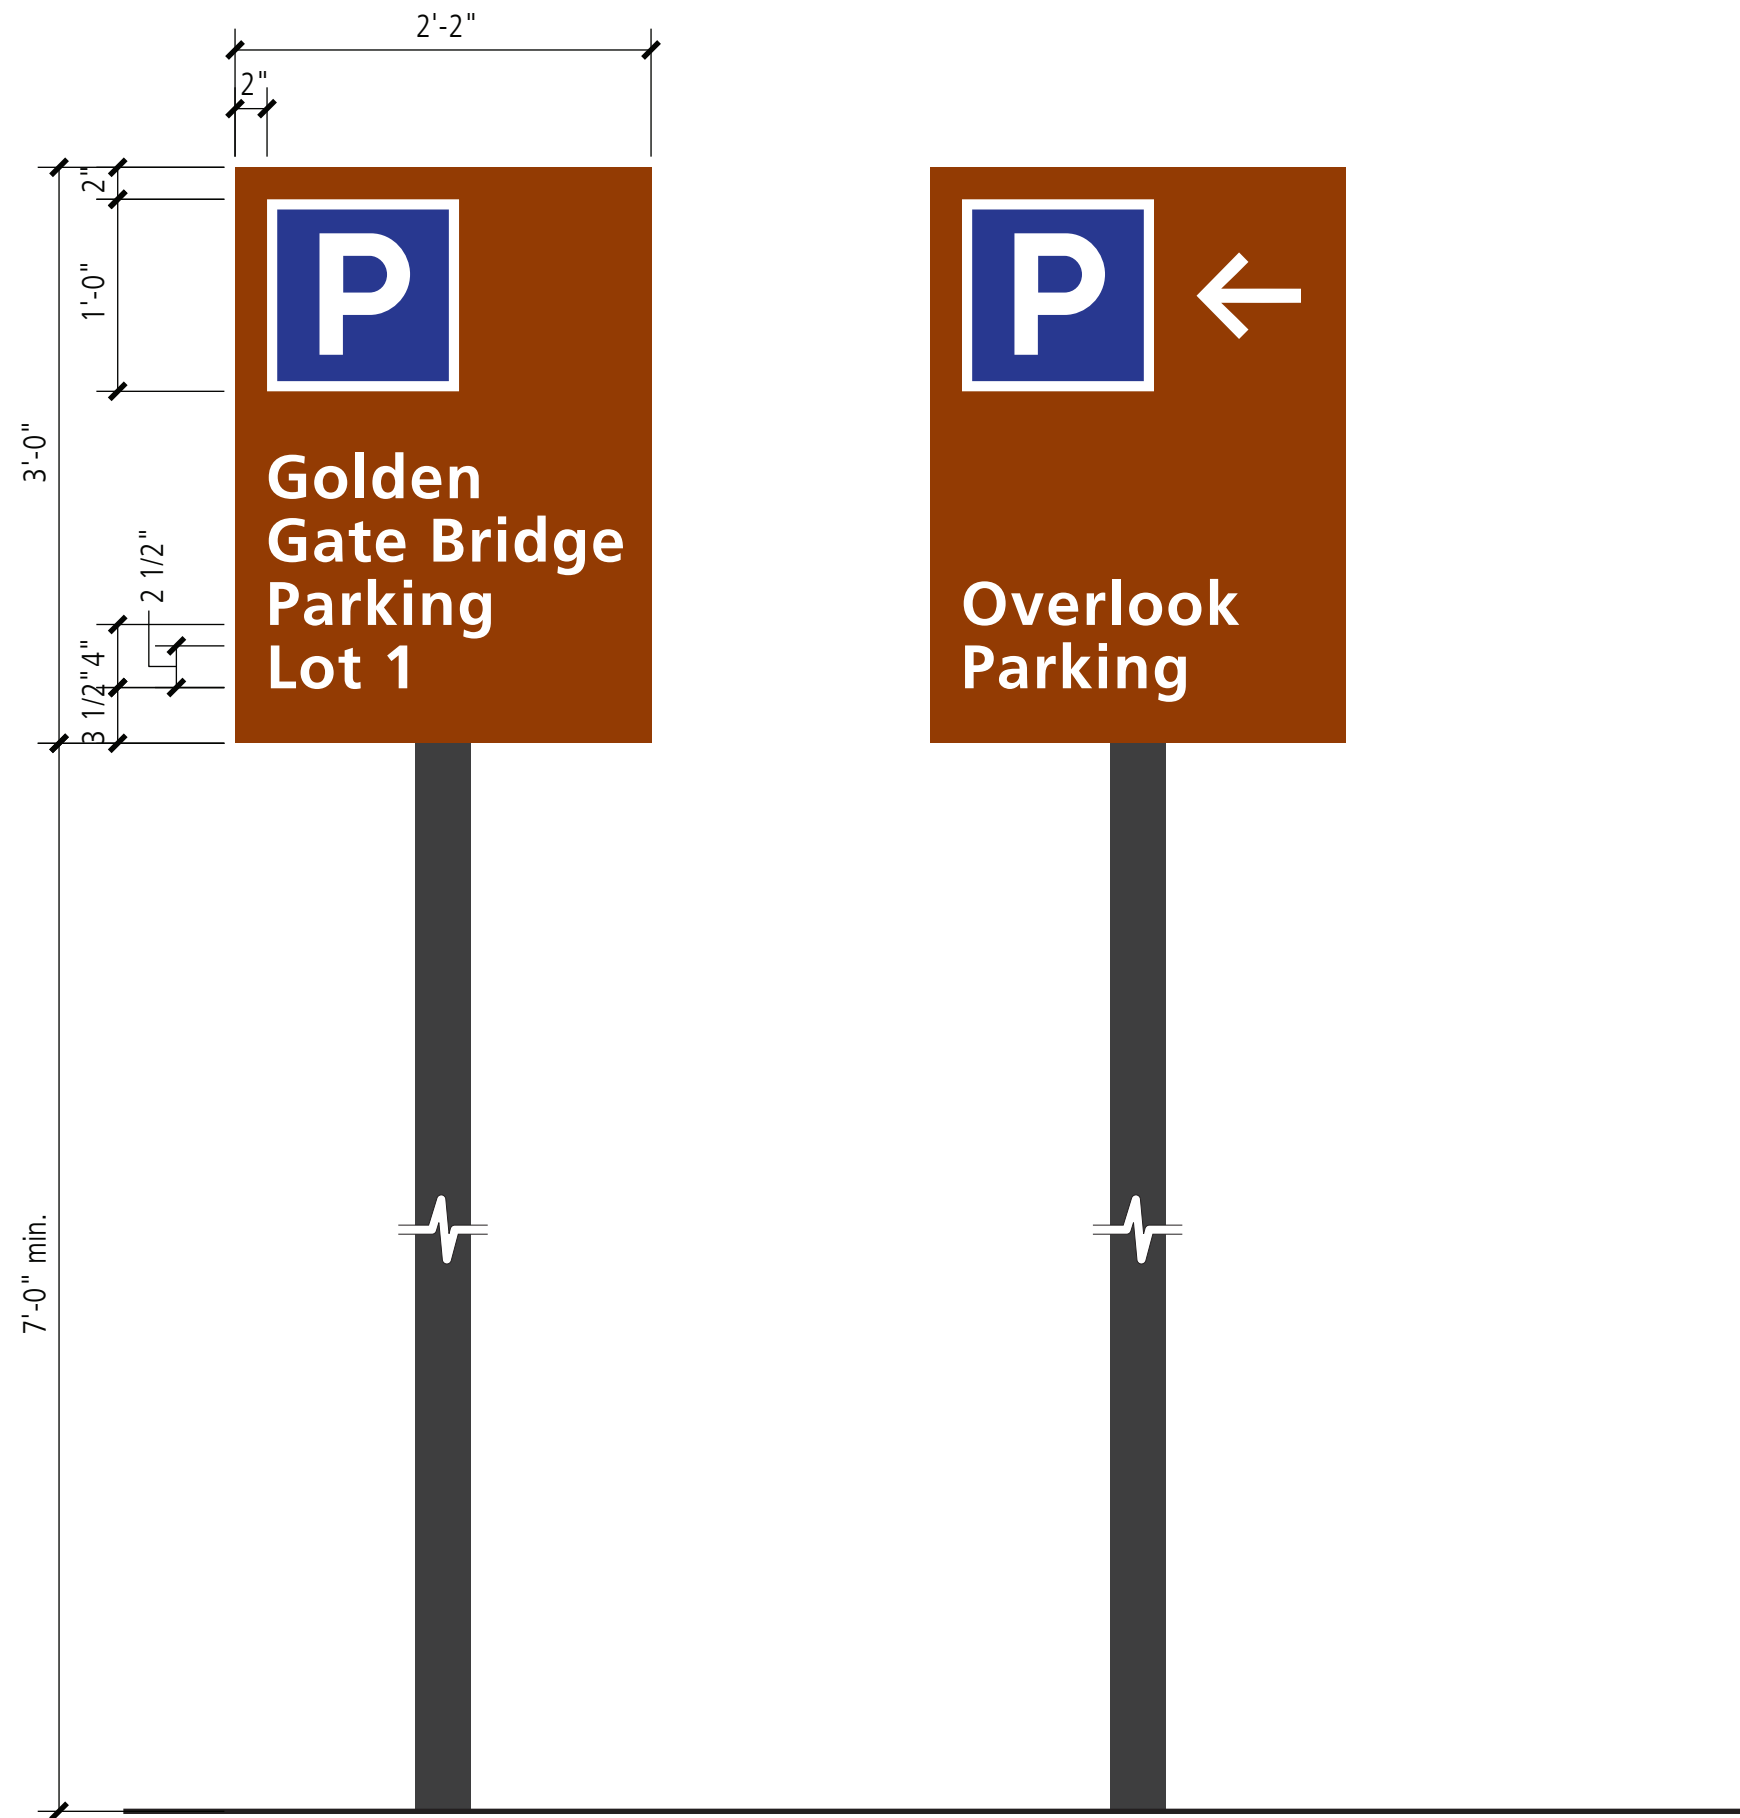 2'-2"
2"
2"
1'-0"
3'-0"
2 1/2"
4"
3 1/2"
7'-0" min.
P
Golden
Gate Bridge
Parking
Lot 1
P
Overlook
Parking